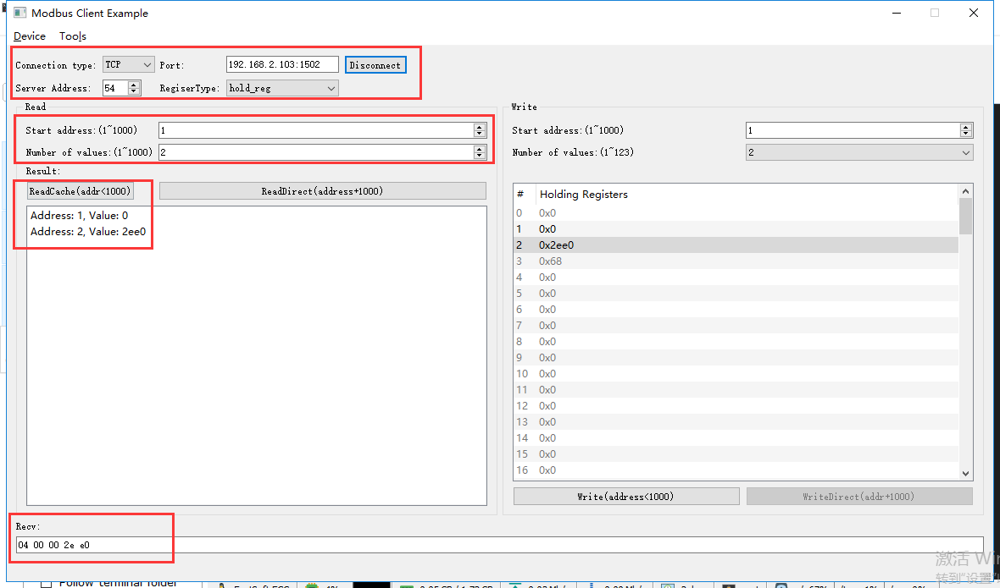 Modbus Client Example
Device Tools
Connection type: TCP Port: 192.168.2.103:1502 Disconnect
Server Address: 54 RegiserType: hold_reg
Read
Start address:(1~1000) 1
Number of values:(1~1000) 2
Result:
ReadCache(addr<1000) ReadDirect(address+1000)
Address: 1, Value: 0
Address: 2, Value: 2ee0
Write
Start address:(1~1000) 1
Number of values:(1~123) 2
# Holding Registers
0 0x0
1 0x0
2 0x2ee0
3 0x68
4 0x0
5 0x0
6 0x0
7 0x0
8 0x0
9 0x0
10 0x0
11 0x0
12 0x0
13 0x0
14 0x0
15 0x0
16 0x0
Write(address<1000) WriteDirect(addr+1000)
Recv:
04 00 00 2e e0
激活 Win
转到"设置"
Follow terminal folder